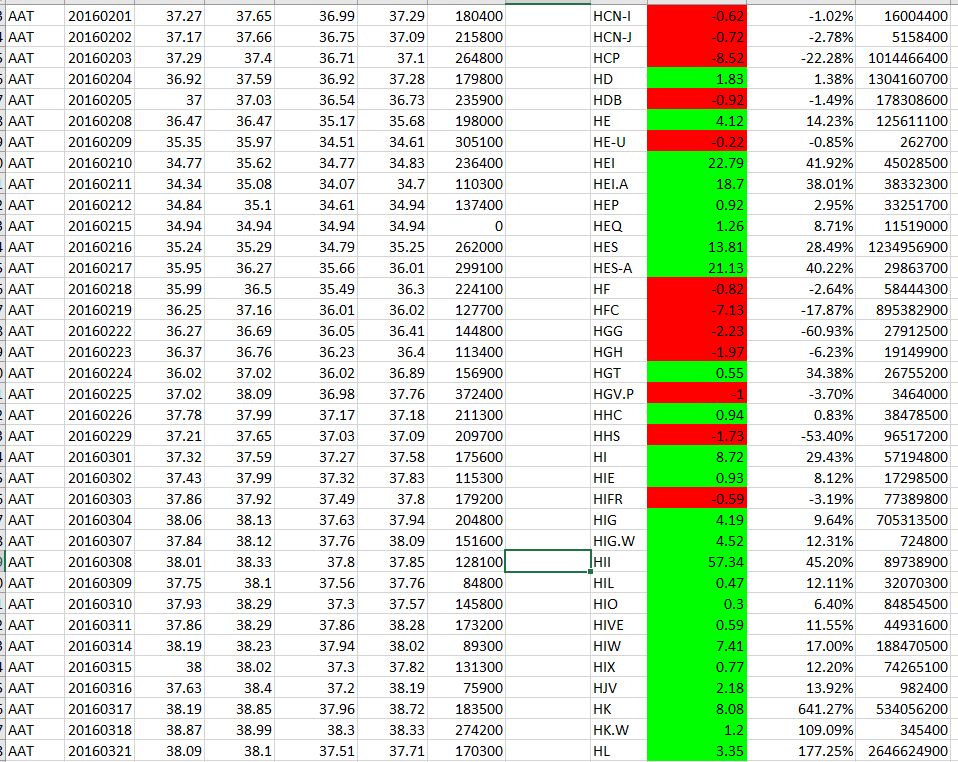 AAT 20160201 37.27 37.65 36.99 37.29 180400 HCN-I -0.62 -1.02% 16004400
AAT 20160202 37.17 37.66 36.75 37.09 215800 HCN-J -0.72 -2.78% 5158400
AAT 20160203 37.29 37.4 36.71 37.1 264800 HCP -8.52 -22.28% 1014466400
AAT 20160204 36.92 37.59 36.92 37.28 179800 HD 1.83 1.38% 1304160700
AAT 20160205 37 37.03 36.54 36.73 235900 HDB -0.92 -1.49% 178308600
AAT 20160208 36.47 36.47 35.17 35.68 198000 HE 4.12 14.23% 125611100
AAT 20160209 35.35 35.97 34.51 34.61 305100 HE-U -0.22 -0.85% 262700
AAT 20160210 34.77 35.62 34.77 34.83 236400 HEI 22.79 41.92% 45028500
AAT 20160211 34.34 35.08 34.07 34.7 110300 HEI.A 18.7 38.01% 38332300
AAT 20160212 34.84 35.1 34.61 34.94 137400 HEP 0.92 2.95% 33251700
AAT 20160215 34.94 34.94 34.94 34.94 0 HEQ 1.26 8.71% 11519000
AAT 20160216 35.24 35.29 34.79 35.25 262000 HES 13.81 28.49% 1234956900
AAT 20160217 35.95 36.27 35.66 36.01 299100 HES-A 21.13 40.22% 29863700
AAT 20160218 35.99 36.5 35.49 36.3 224100 HF -0.82 -2.64% 58444300
AAT 20160219 36.25 37.16 36.01 36.02 127700 HFC -7.13 -17.87% 895382900
AAT 20160222 36.27 36.69 36.05 36.41 144800 HGG -2.23 -60.93% 27912500
AAT 20160223 36.37 36.76 36.23 36.4 113400 HGH -1.97 -6.23% 19149900
AAT 20160224 36.02 37.02 36.02 36.89 156900 HGT 0.55 34.38% 26755200
AAT 20160225 37.02 38.09 36.98 37.76 372400 HGV.P -1 -3.70% 3464000
AAT 20160226 37.78 37.99 37.17 37.18 211300 HHC 0.94 0.83% 38478500
AAT 20160229 37.21 37.65 37.03 37.09 209700 HHS -1.73 -53.40% 96517200
AAT 20160301 37.32 37.59 37.27 37.58 175600 HI 8.72 29.43% 57194800
AAT 20160302 37.43 37.99 37.32 37.83 115300 HIE 0.93 8.12% 17298500
AAT 20160303 37.86 37.92 37.49 37.8 179200 HIFR -0.59 -3.19% 77389800
AAT 20160304 38.06 38.13 37.63 37.94 204800 HIG 4.19 9.64% 705313500
AAT 20160307 37.84 38.12 37.76 38.09 151600 HIG.W 4.52 12.31% 724800
AAT 20160308 38.01 38.33 37.8 37.85 128100 HII 57.34 45.20% 89738900
AAT 20160309 37.75 38.1 37.56 37.76 84800 HIL 0.47 12.11% 32070300
AAT 20160310 37.93 38.29 37.3 37.57 145800 HIO 0.3 6.40% 84854500
AAT 20160311 37.86 38.29 37.86 38.28 173200 HIVE 0.59 11.55% 44931600
AAT 20160314 38.19 38.23 37.94 38.02 89300 HIW 7.41 17.00% 188470500
AAT 20160315 38 38.02 37.3 37.82 131300 HIX 0.77 12.20% 74265100
AAT 20160316 37.63 38.4 37.2 38.19 75900 HJV 2.18 13.92% 982400
AAT 20160317 38.19 38.85 37.96 38.72 183500 HK 8.08 641.27% 534056200
AAT 20160318 38.87 38.99 38.3 38.33 274200 HK.W 1.2 109.09% 345400
AAT 20160321 38.09 38.1 37.51 37.71 170300 HL 3.35 177.25% 2646624900